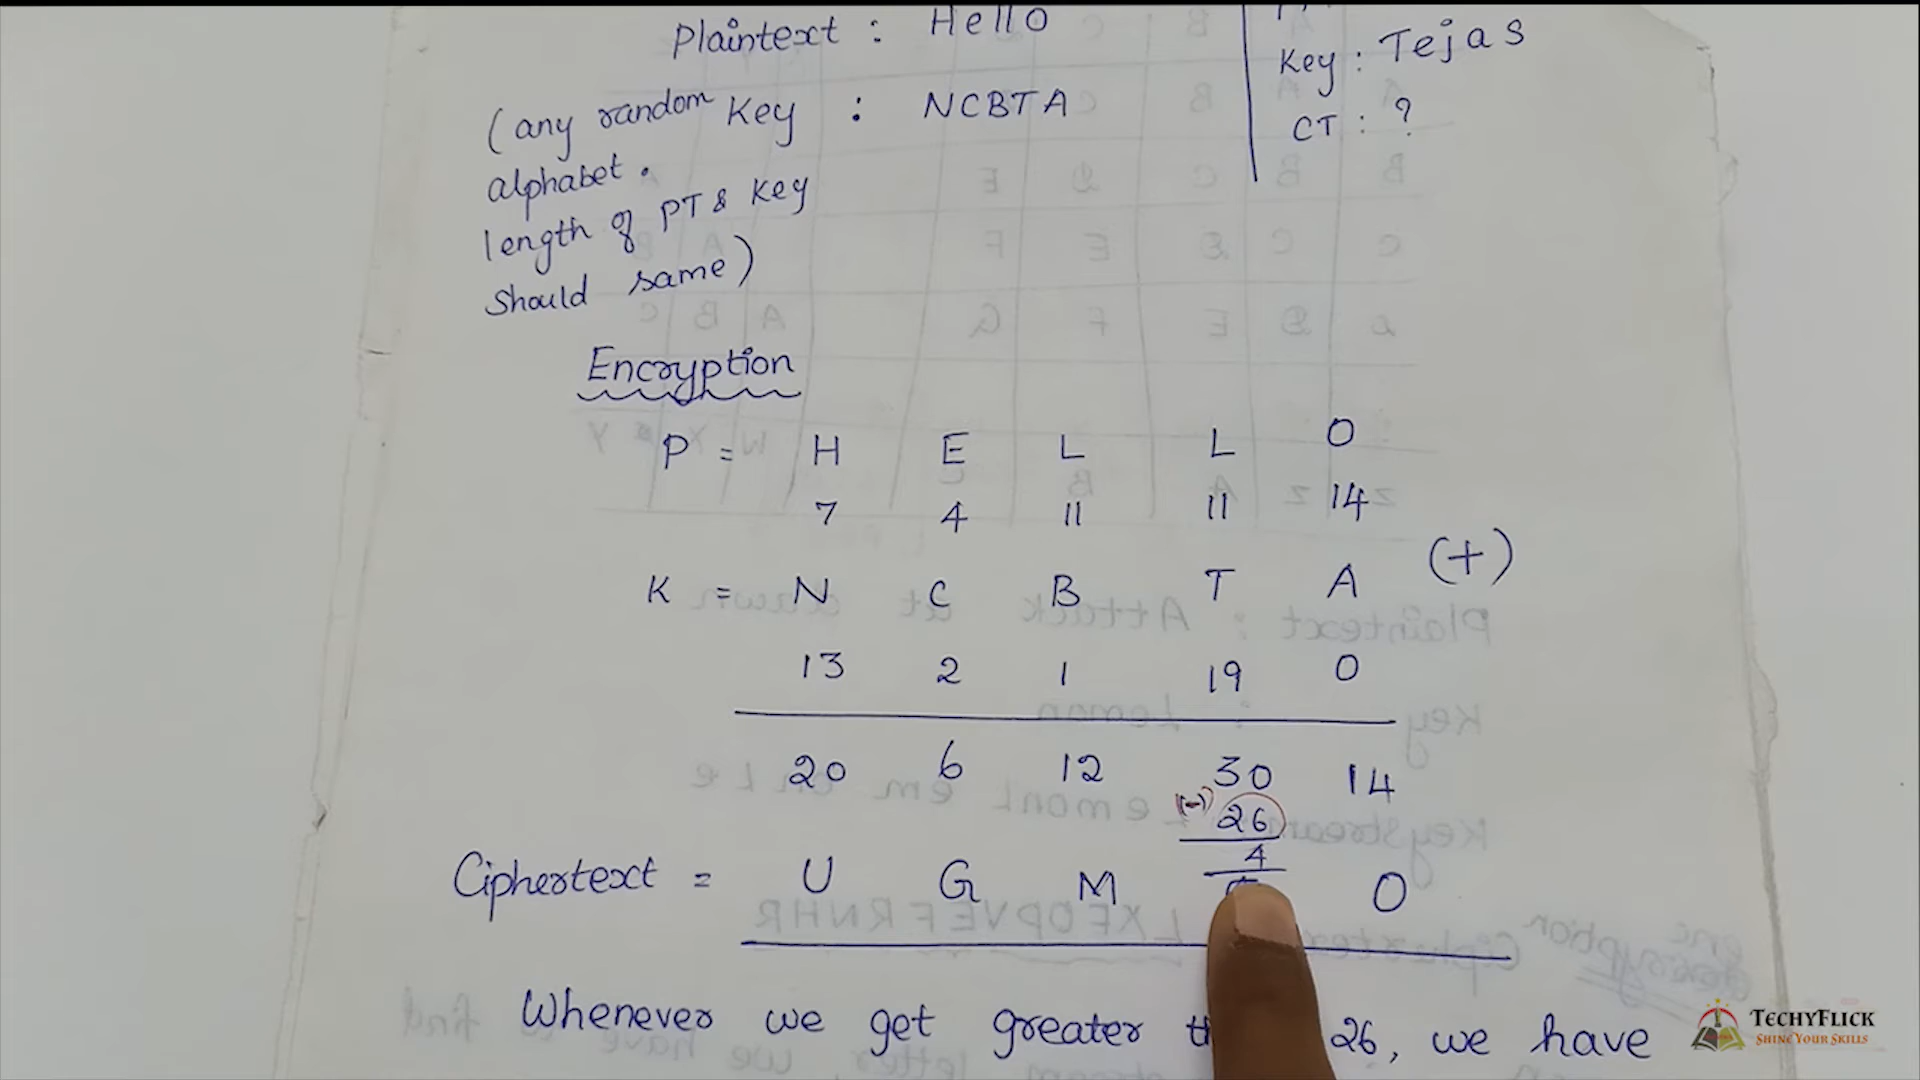 Plaintext : Hello
Key : Tejas
CT : ?
(any random Key : NCBTA
alphabet.
length of PT & Key
Should same)
Encryption
P = H E L L O
7 4 11 11 14
K = N C B T A (+)
13 2 1 19 0
20 6 12 30 14
(-) 26
4
Ciphertext = U G M O
Whenever we get greater 26, we have
TECHYFLICK
SHINE YOUR SKILLS